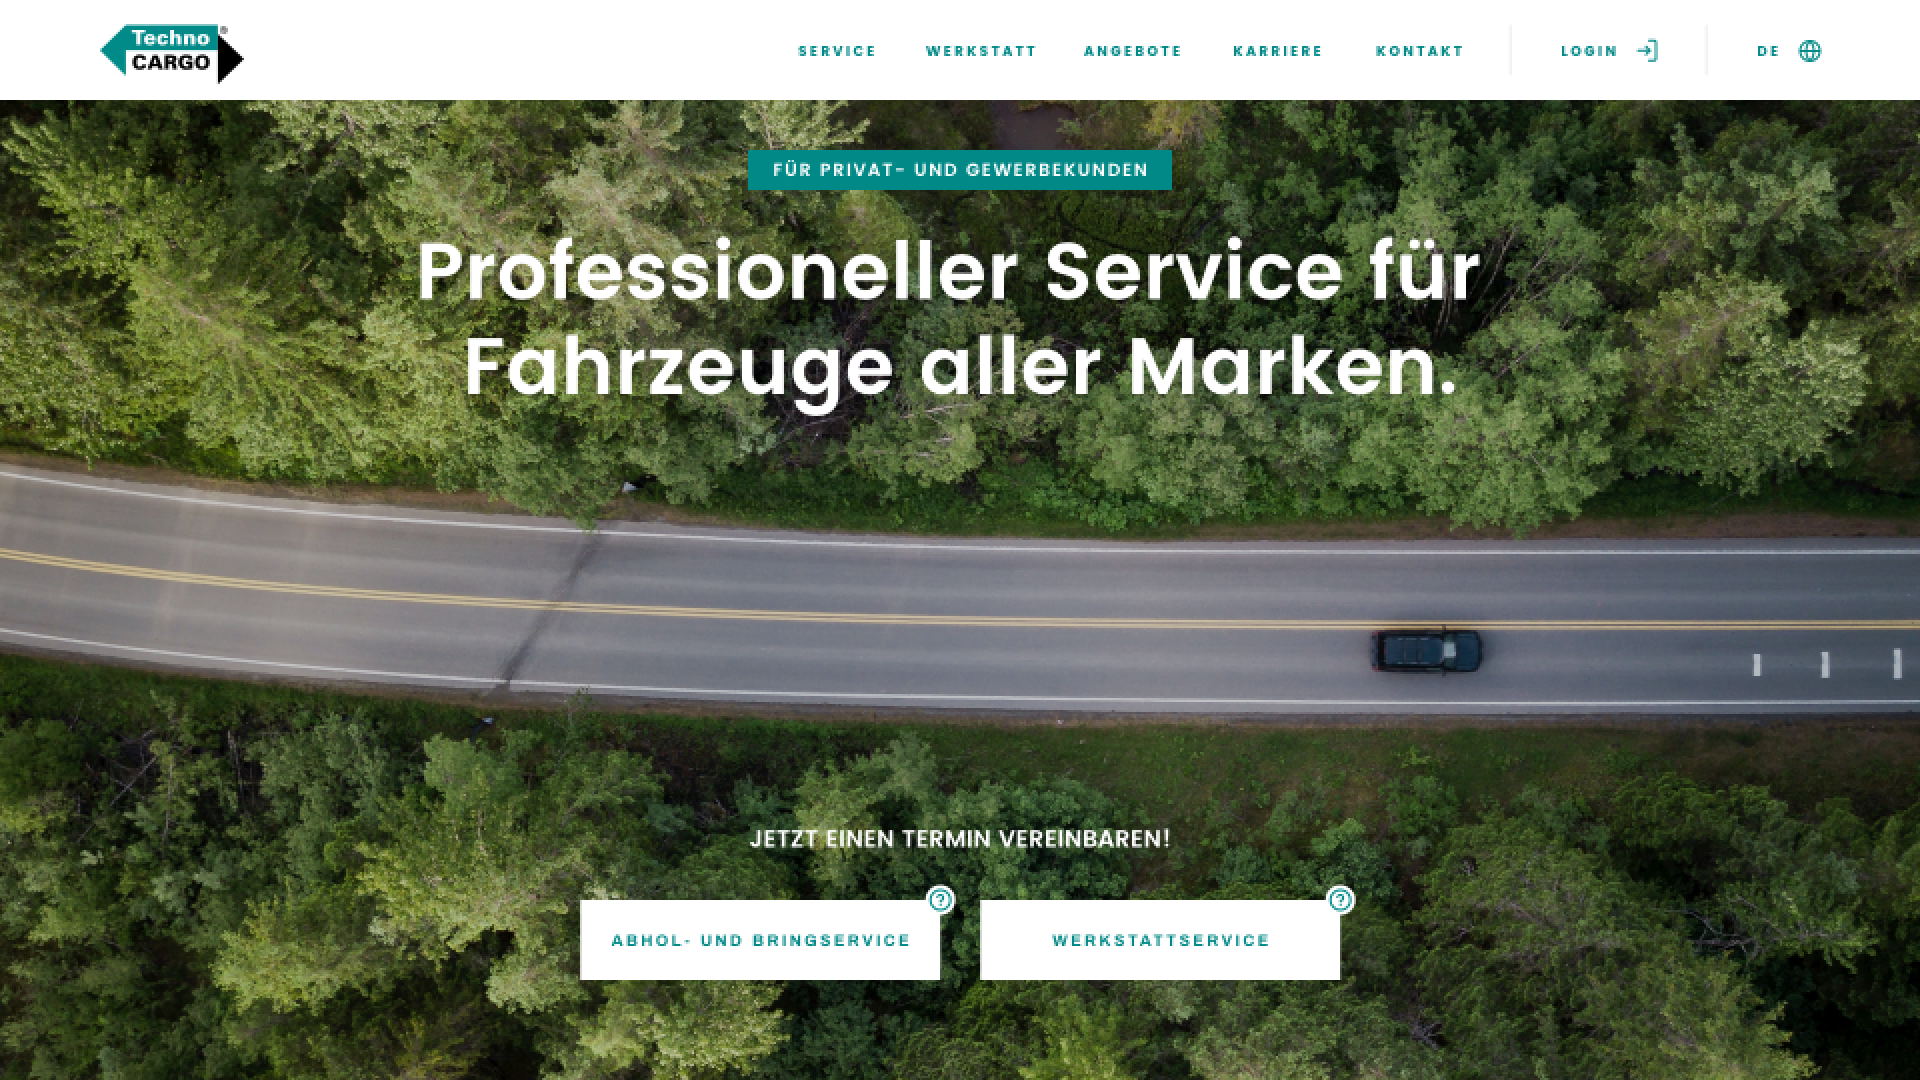 Techno
CARGO
®
SERVICE
WERKSTATT
ANGEBOTE
KARRIERE
KONTAKT
LOGIN
DE
FÜR PRIVAT- UND GEWERBEKUNDEN
Professioneller Service für
Fahrzeuge aller Marken.
JETZT EINEN TERMIN VEREINBAREN!
?
?
ABHOL- UND BRINGSERVICE
WERKSTATTSERVICE